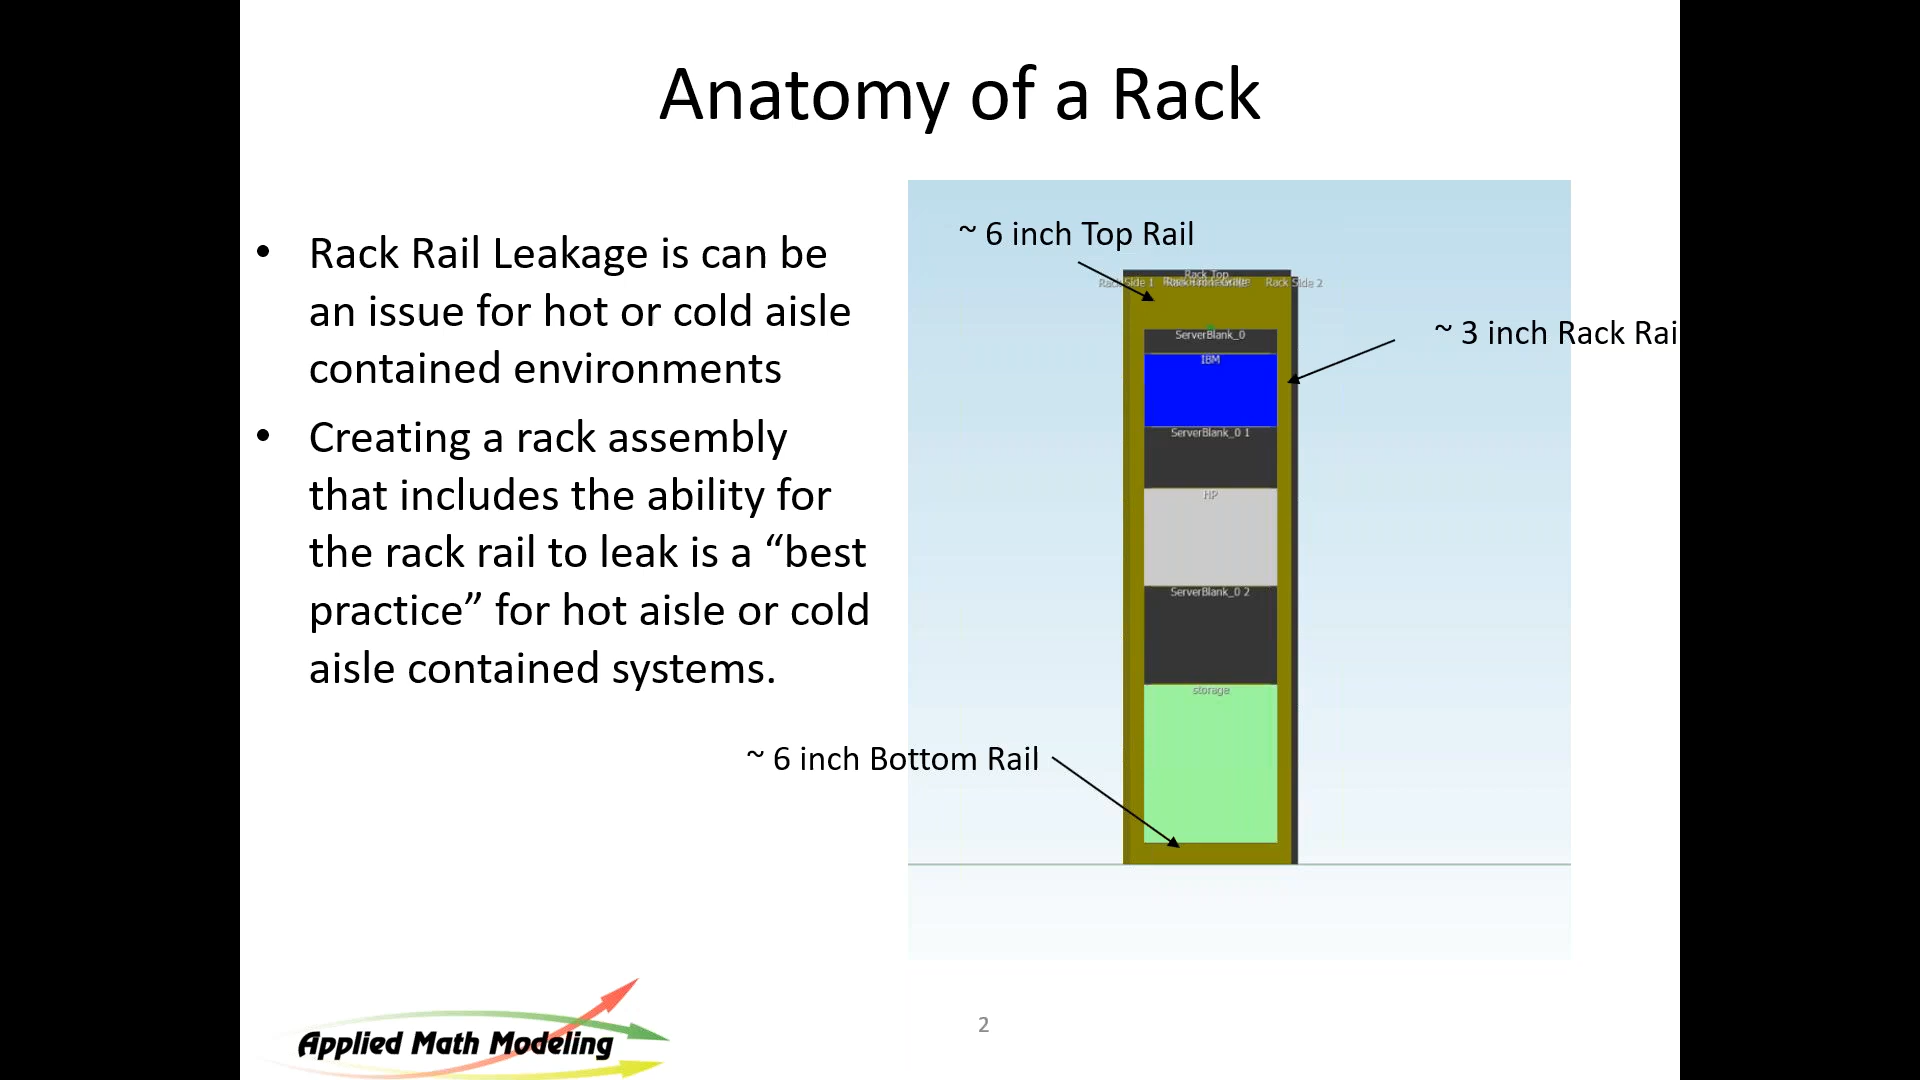 Anatomy of a Rack
• Rack Rail Leakage is can be
an issue for hot or cold aisle
contained environments
• Creating a rack assembly
that includes the ability for
the rack rail to leak is a “best
practice” for hot aisle or cold
aisle contained systems.
~ 6 inch Top Rail
~ 3 inch Rack Rai
Rack Top
Rack Side 1
Rack Side 2
ServerBlank_0
IBM
ServerBlank_0 1
HP
ServerBlank_0 2
storage
~ 6 inch Bottom Rail
Applied Math Modeling
2